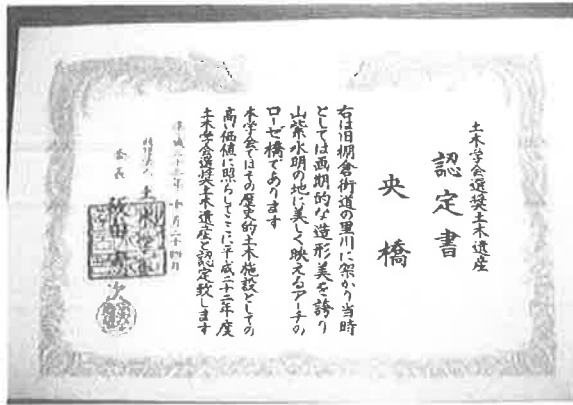 土木学会選奨土木遺産
認定書
央橋
右は旧棚倉街道の里川に架かり当時
としては画期的な造形美を誇り
山紫水明の地に美しく映えるアーチの
ローゼ橋であります
本学会ではその歴史的土木施設としての
高い価値に照らしてここに平成二十二年度
土木学会選奨土木遺産と認定致します
会長